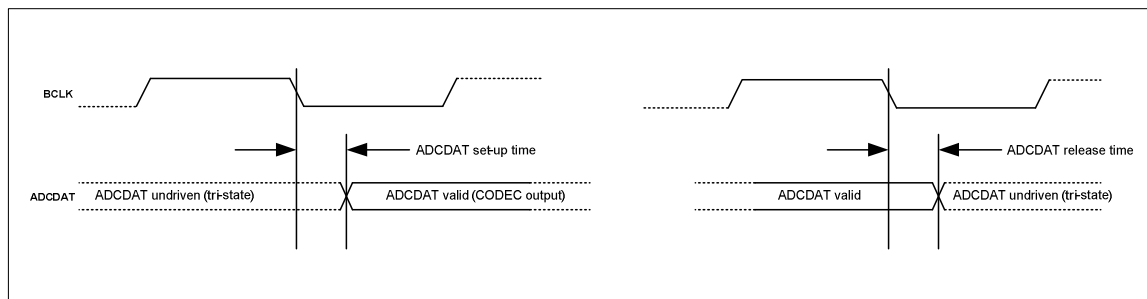 BCLK
ADCDAT set-up time
ADCDAT release time
ADCDAT
ADCDAT undriven (tri-state)
ADCDAT valid (CODEC output)
ADCDAT valid
ADCDAT undriven (tri-state)